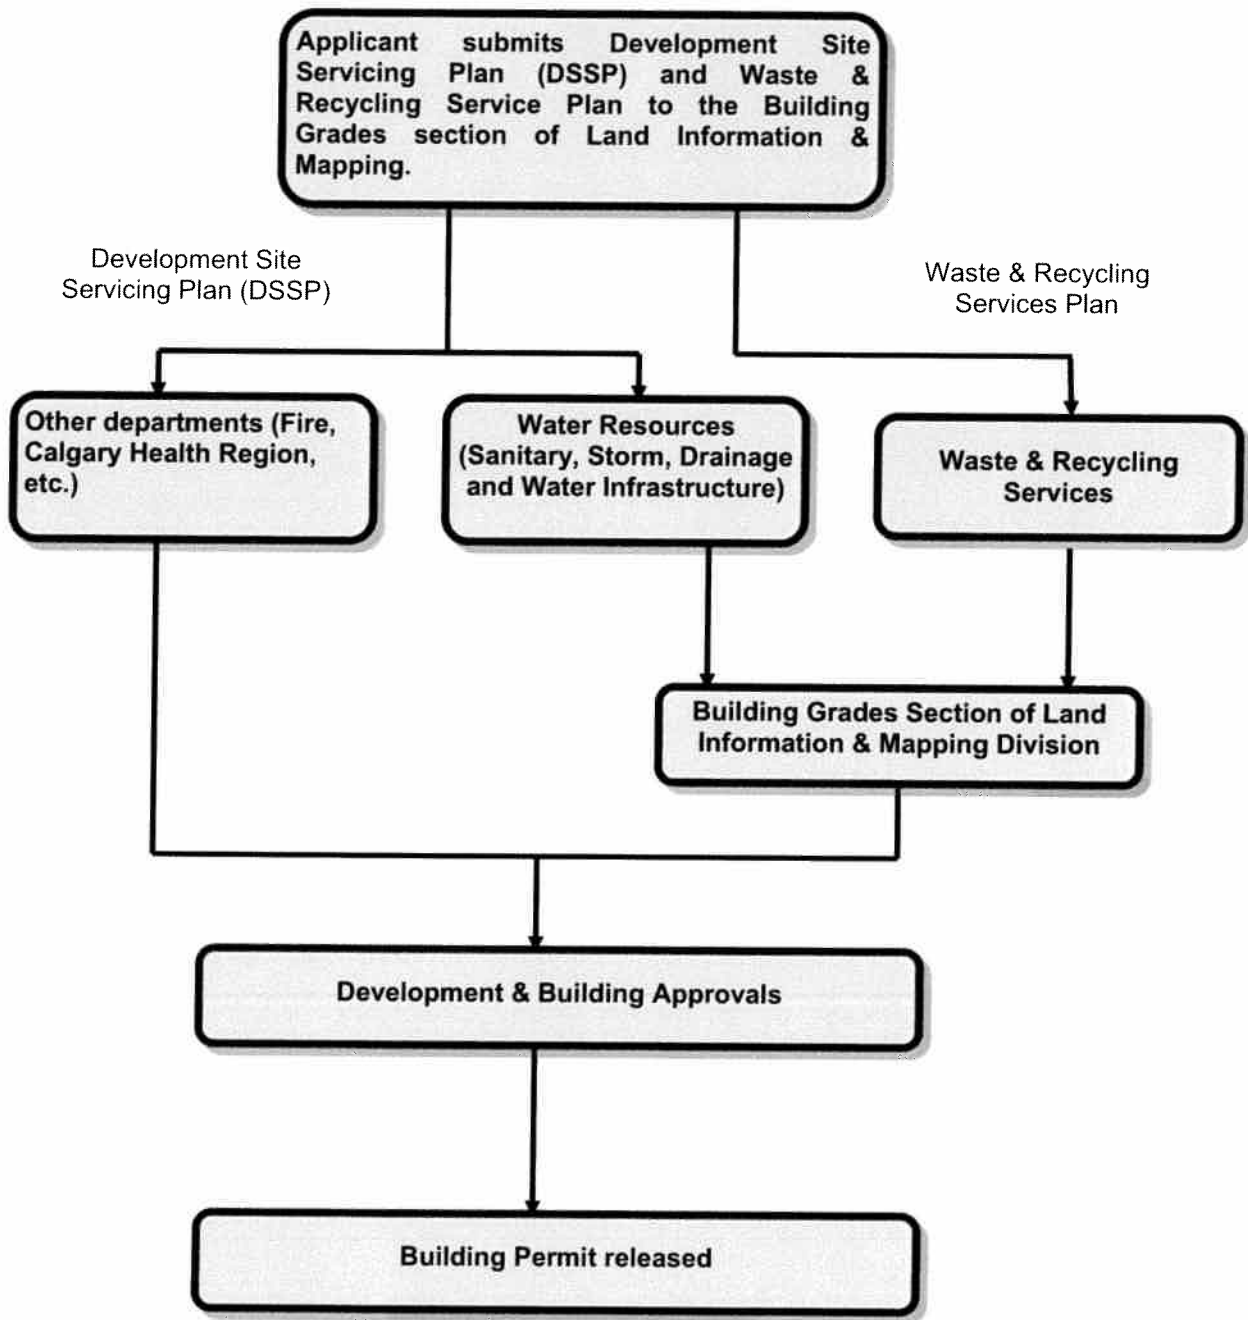 Applicant submits Development Site
Servicing Plan (DSSP) and Waste &
Recycling Service Plan to the Building
Grades section of Land Information &
Mapping.
Development Site
Servicing Plan (DSSP)
Waste & Recycling
Services Plan
Other departments (Fire,
Calgary Health Region,
etc.)
Water Resources
(Sanitary, Storm, Drainage
and Water Infrastructure)
Waste & Recycling
Services
Building Grades Section of Land
Information & Mapping Division
Development & Building Approvals
Building Permit released